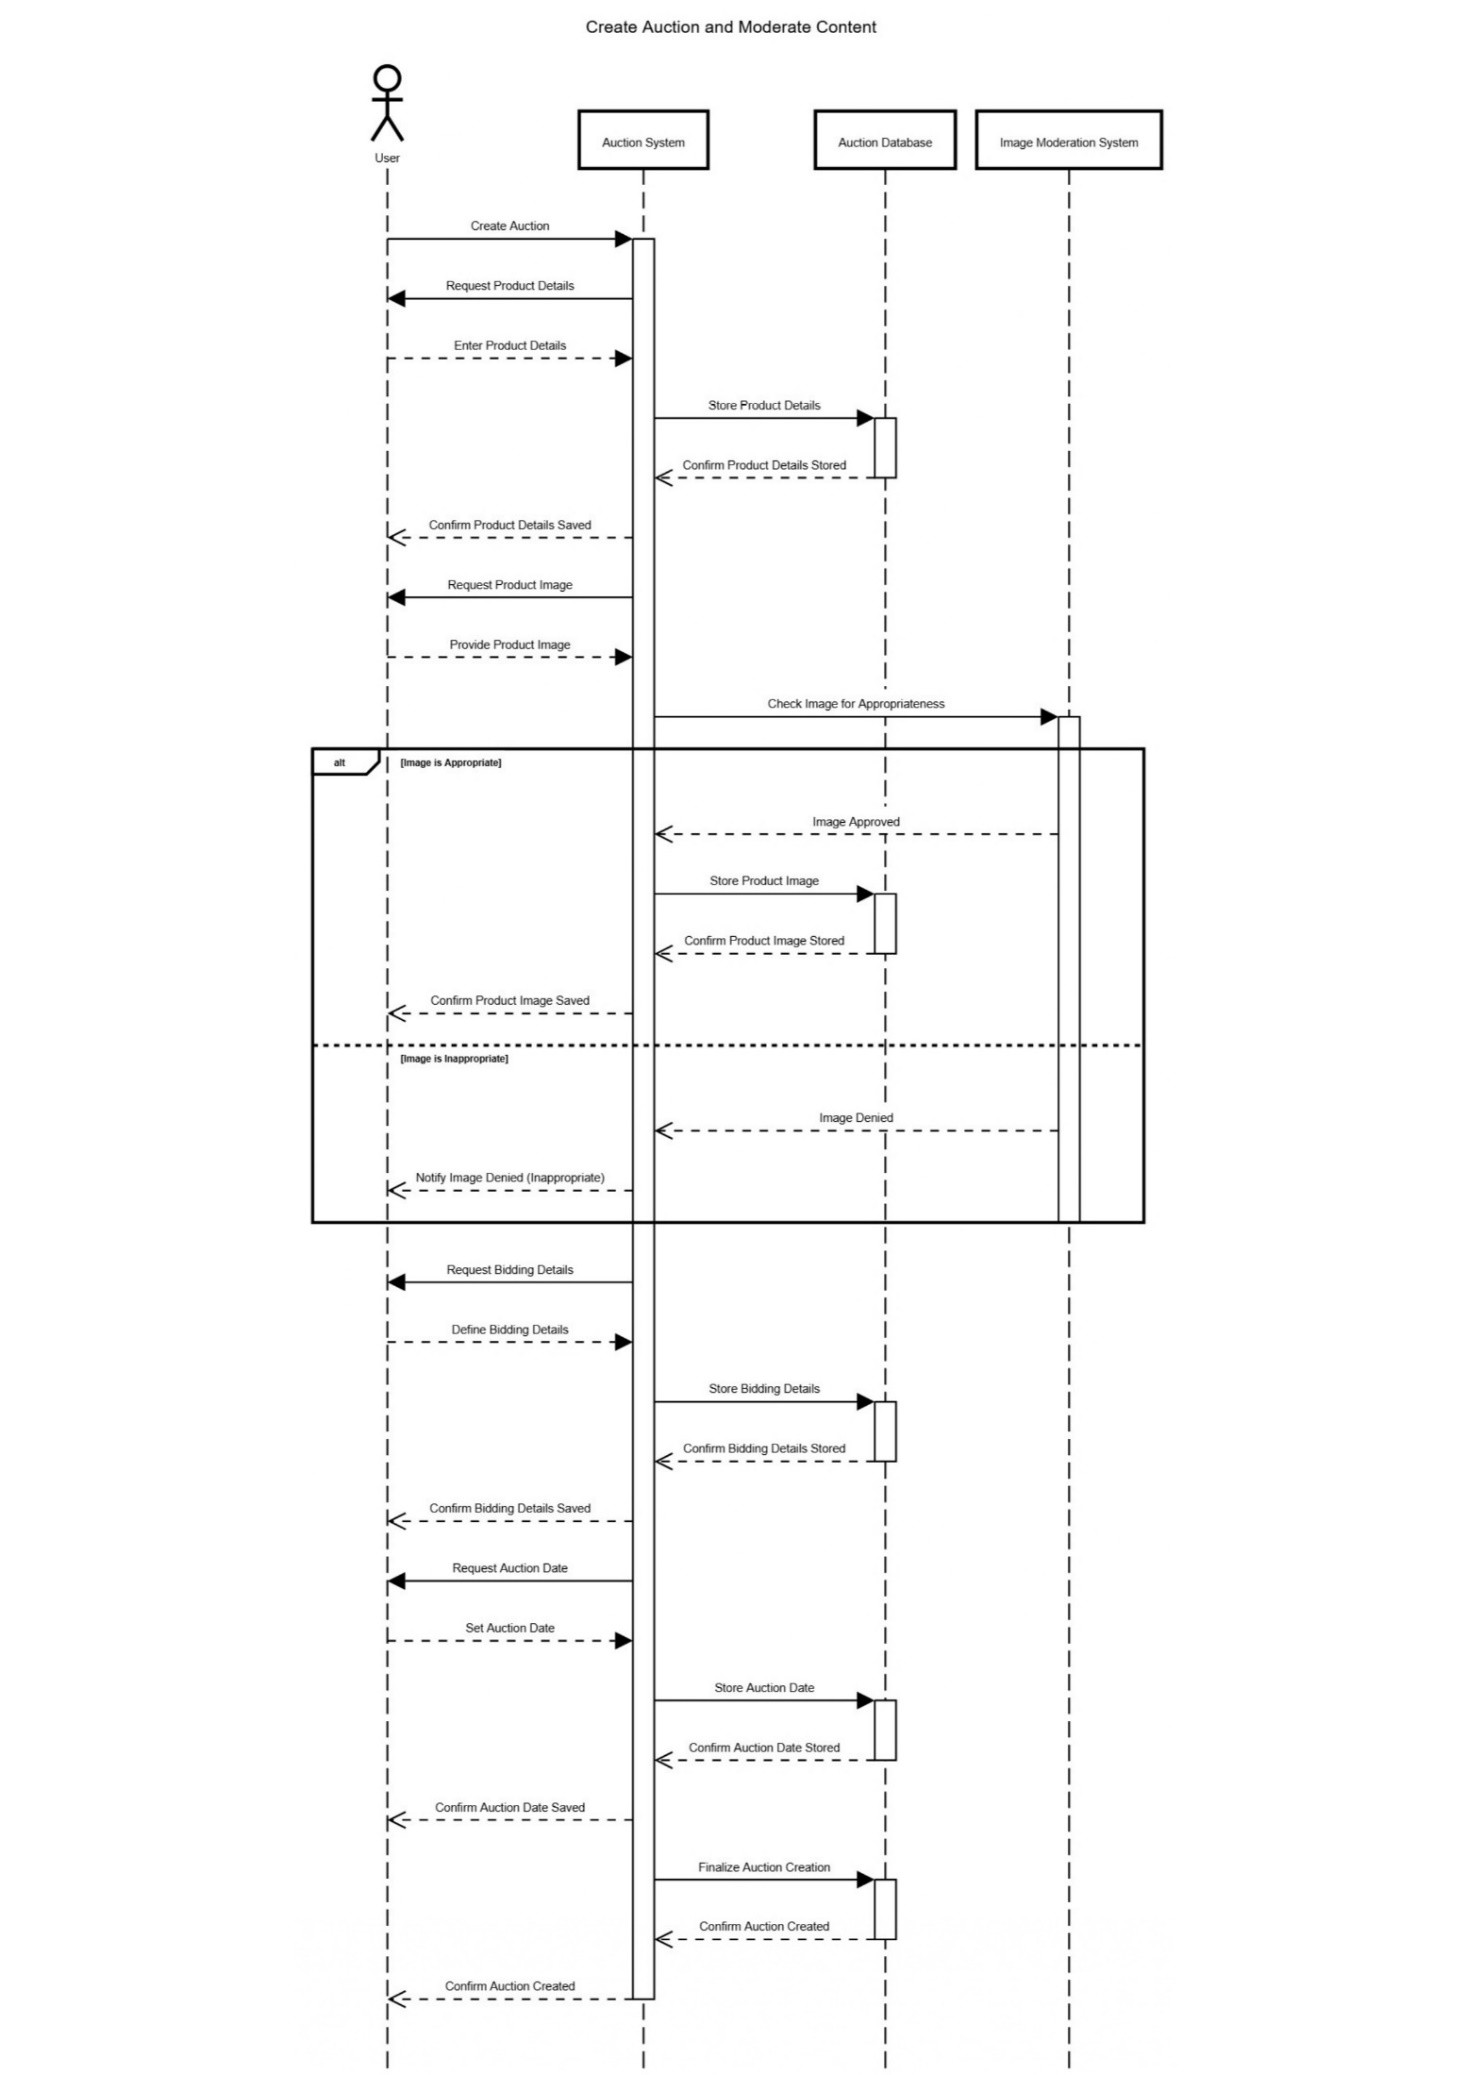 Create Auction and Moderate Content
User
Auction System
Auction Database
Image Moderation System
Create Auction
Request Product Details
Enter Product Details
Store Product Details
Confirm Product Details Stored
Confirm Product Details Saved
Request Product Image
Provide Product Image
Check Image for Appropriateness
alt
[Image is Appropriate]
Image Approved
Store Product Image
Confirm Product Image Stored
Confirm Product Image Saved
[Image is Inappropriate]
Image Denied
Notify Image Denied (Inappropriate)
Request Bidding Details
Define Bidding Details
Store Bidding Details
Confirm Bidding Details Stored
Confirm Bidding Details Saved
Request Auction Date
Set Auction Date
Store Auction Date
Confirm Auction Date Stored
Confirm Auction Date Saved
Finalize Auction Creation
Confirm Auction Created
Confirm Auction Created